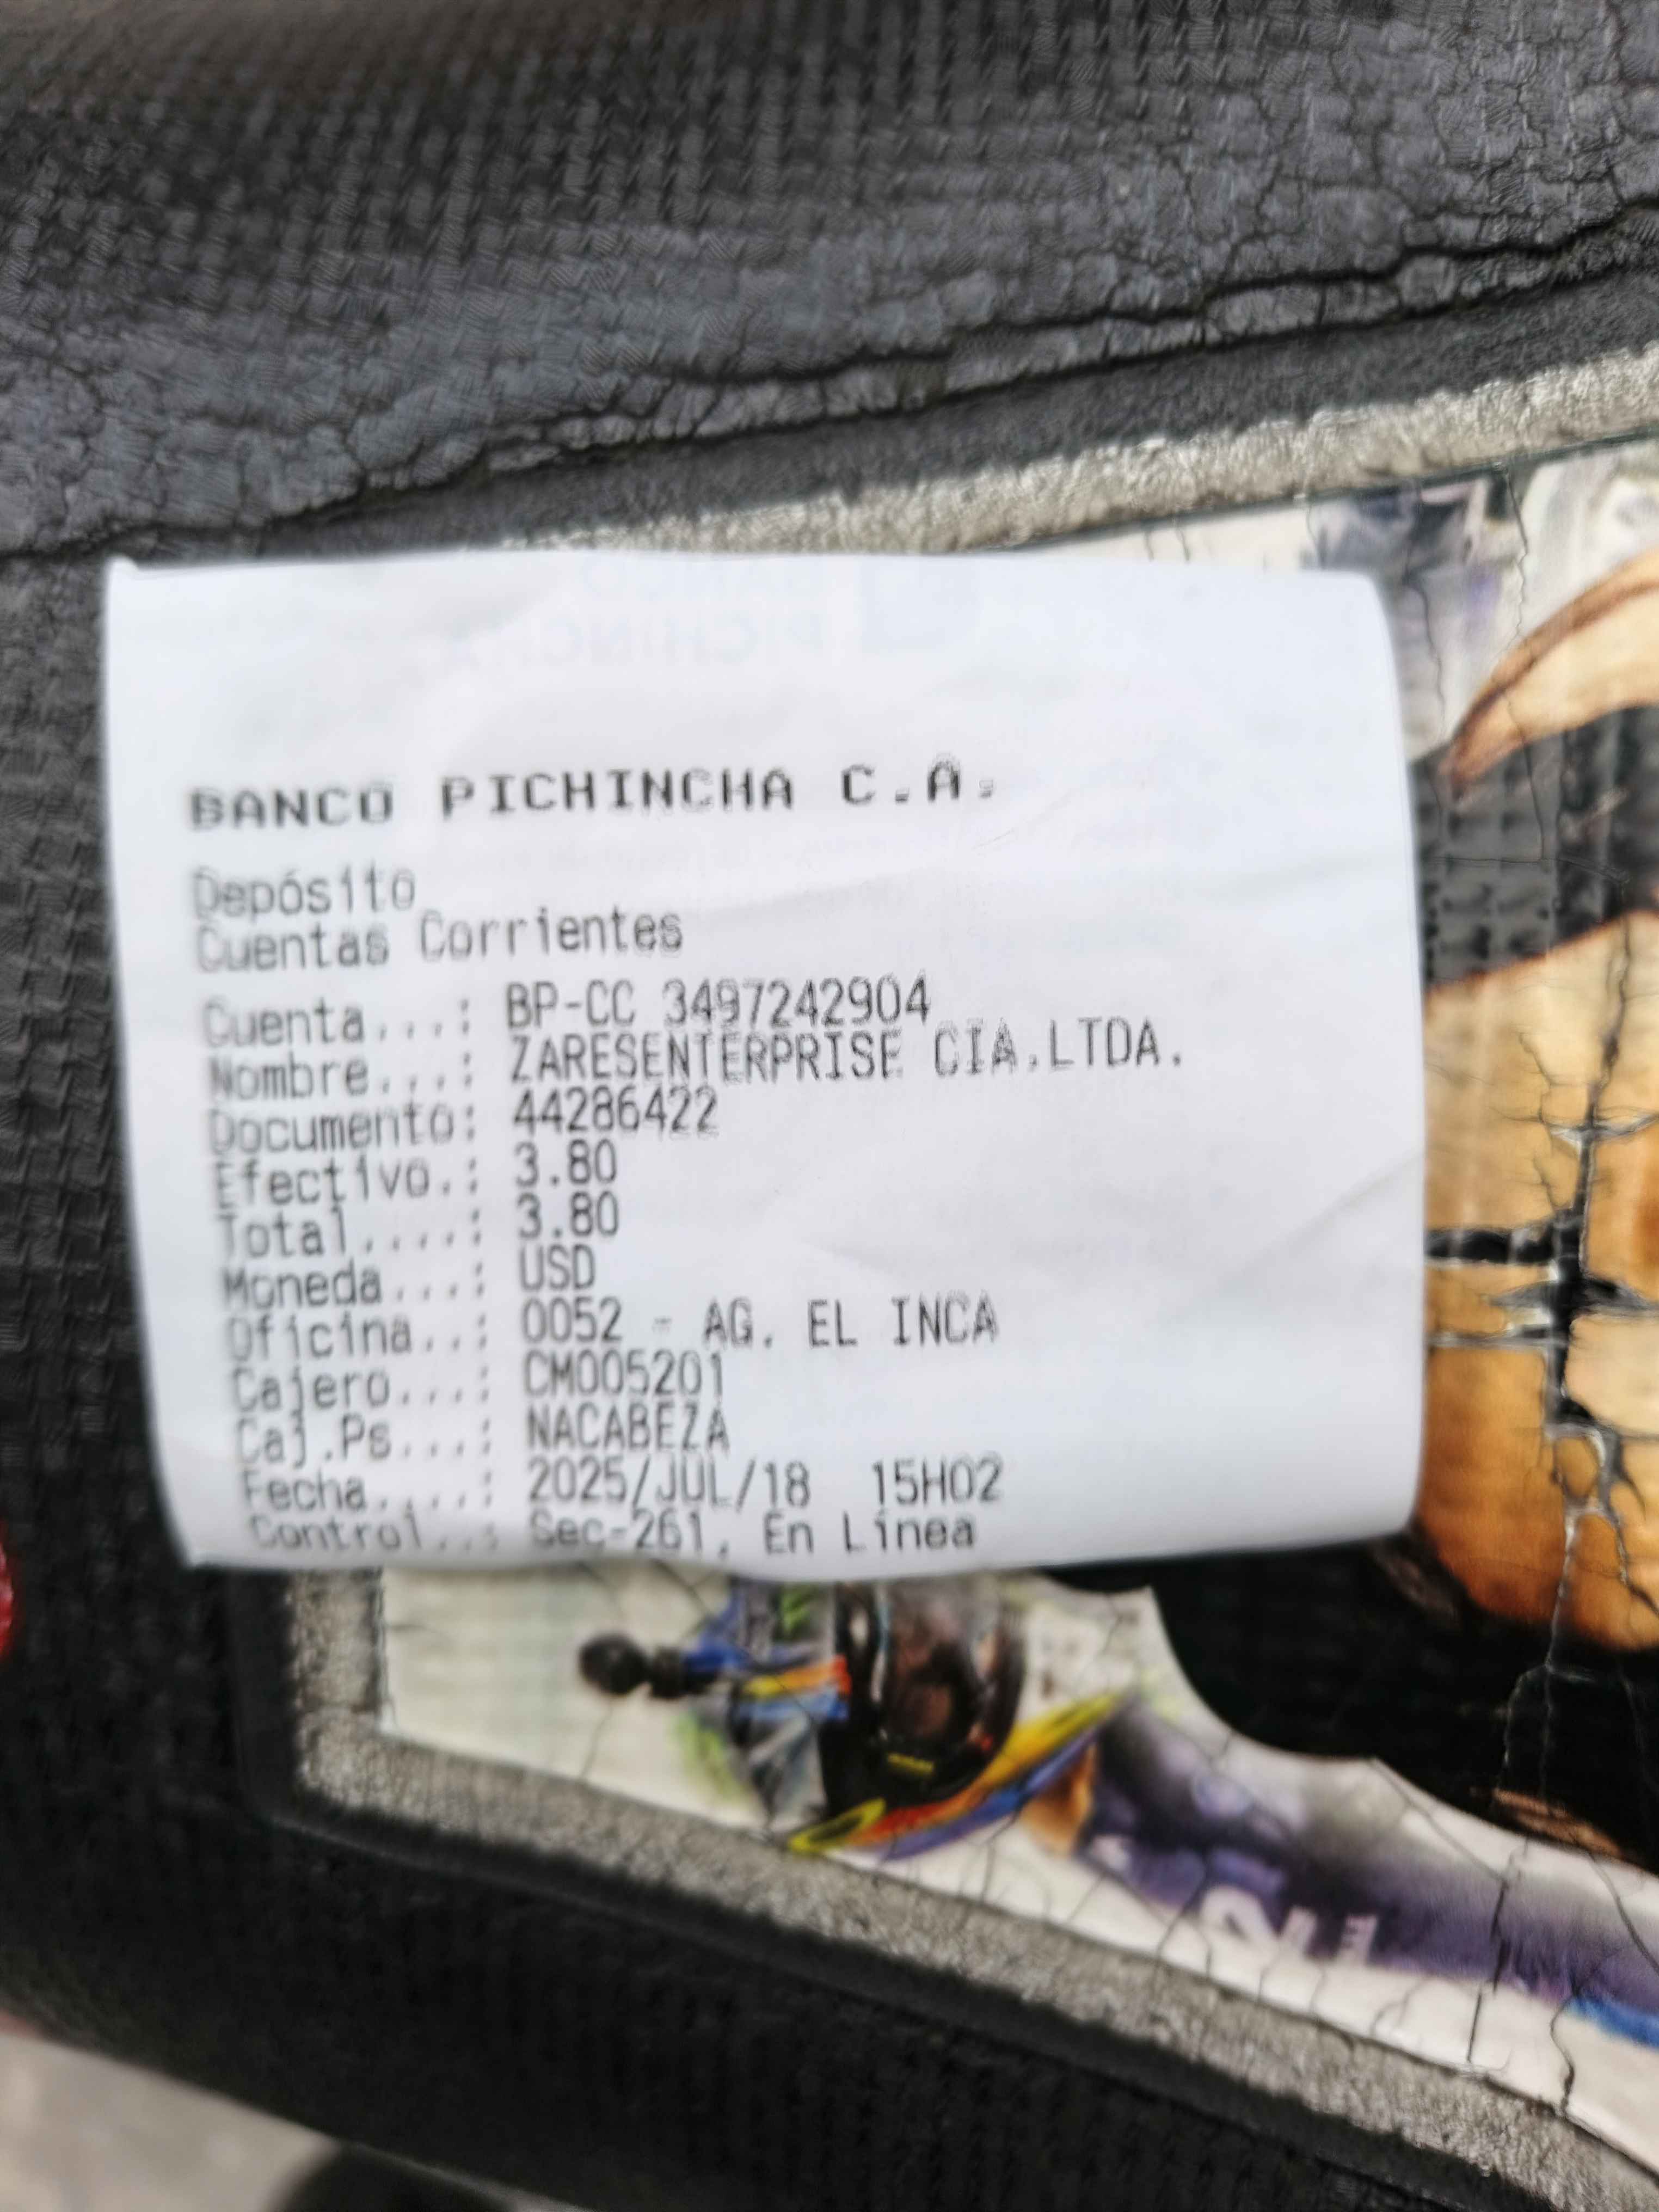 BANCO PICHINCHA C.A.
Depósito
Cuentas Corrientes
Cuenta...: BP-CC 3497242904
Nombre...: ZARESENTERPRISE CIA.LTDA.
Documento: 44286422
Efectivo.: 3.80
Total....: 3.80
Moneda...: USD
Oficina..: 0052 - AG. EL INCA
Cajero...: CM005201
Caj.Ps...: NACABEZA
Fecha....: 2025/JUL/18 15H02
Control..: Sec-261, En Línea